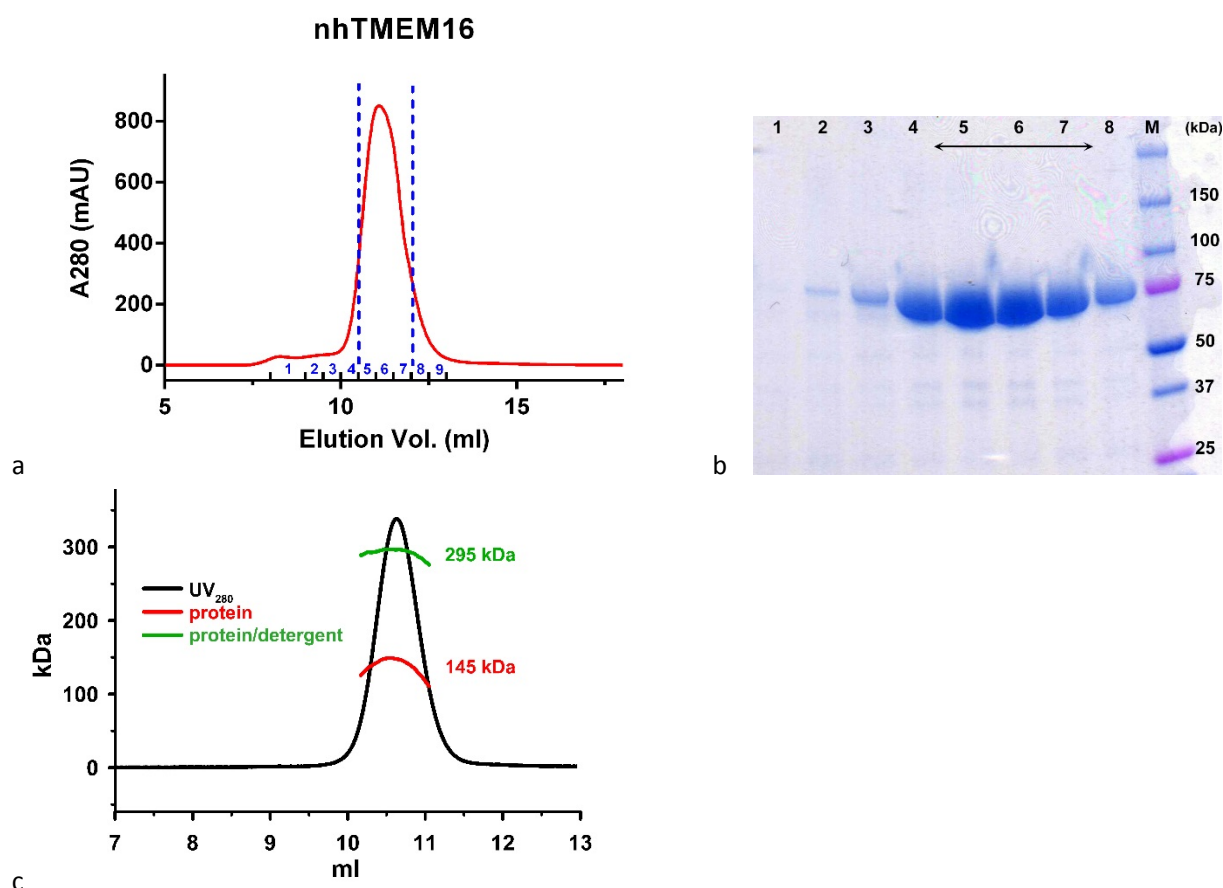 nhTMEM16
A280 (mAU)
800
600
400
200
0
1 2 3 4 5 6 7 8 9
5 10 15
Elution Vol. (ml)
a
1 2 3 4 5 6 7 8 M (kDa)
150
100
75
50
37
25
b
kDa
300
200
100
0
UV280
protein
protein/detergent
295 kDa
145 kDa
7 8 9 10 11 12 13
ml
c